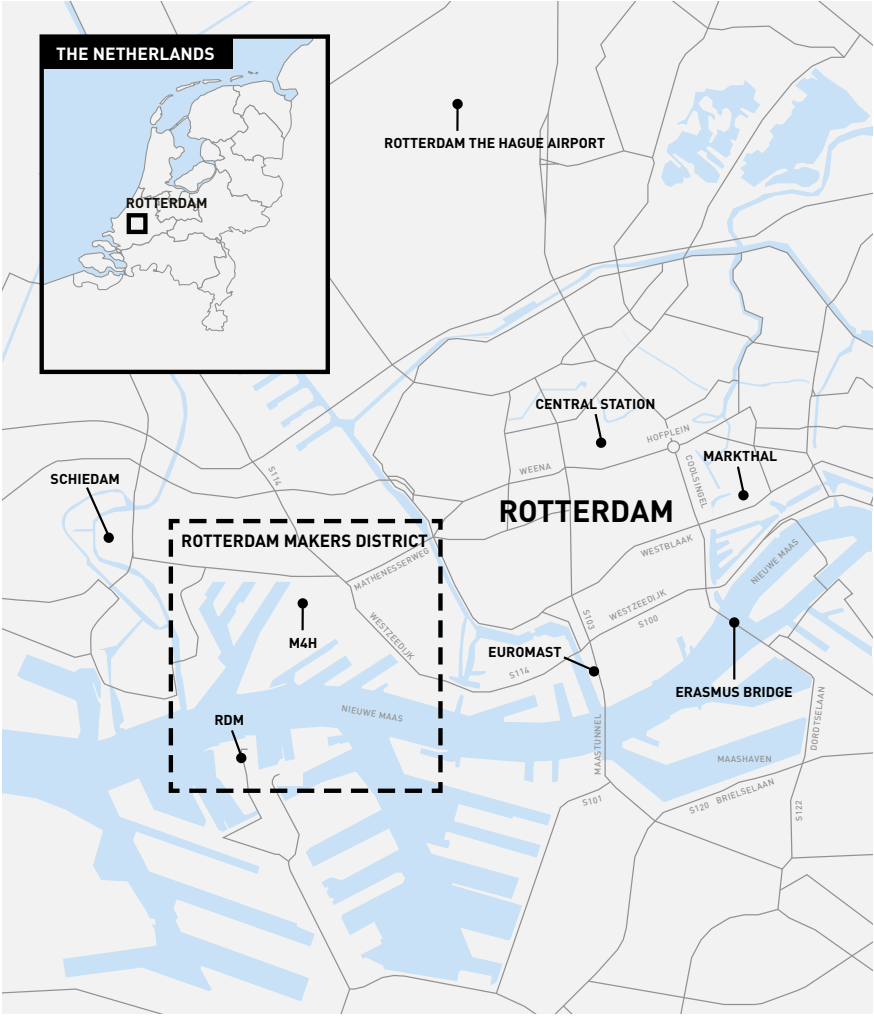 THE NETHERLANDS
ROTTERDAM
ROTTERDAM THE HAGUE AIRPORT
CENTRAL STATION
HOFPLEIN
MARKTHAL
COOLSINGEL
WEENA
S114
SCHIEDAM
ROTTERDAM
ROTTERDAM MAKERS DISTRICT
WESTBLAAK
NIEUWE MAAS
MATHENESSERWEG
M4H
WESTZEEDIJK
WESTZEEDIJK
S103
S100
EUROMAST
S114
ERASMUS BRIDGE
NIEUWE MAAS
RDM
MAASTUNNEL
DORDTSELAAN
MAASHAVEN
S101
S120 BRIELSELAAN
S122